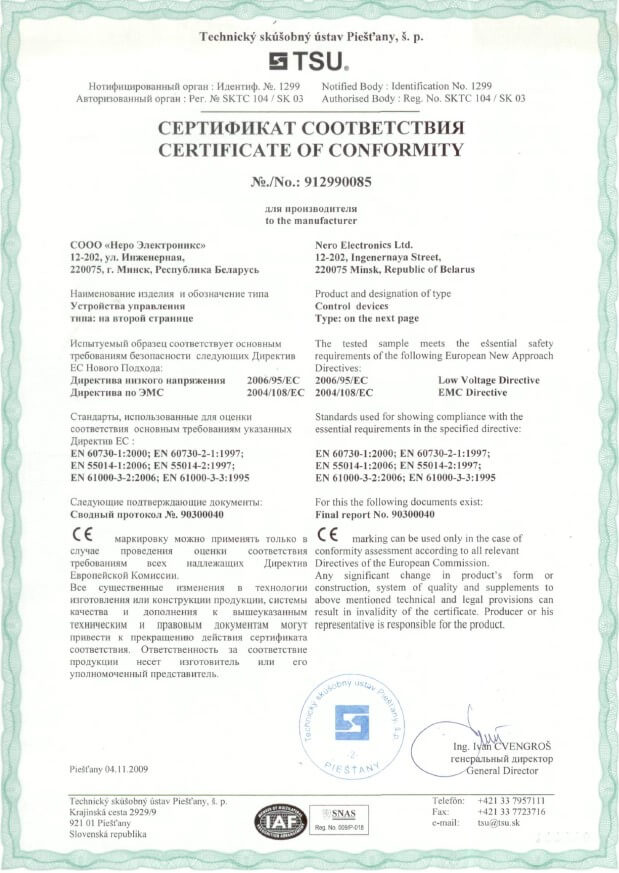 Technický skúšobný ústav Piešťany, š. p.
TSU®
Нотифицированный орган : Идентиф. №. 1299
Авторизованный орган : Рег. № SKTC 104 / SK 03
Notified Body : Identification No. 1299
Authorised Body : Reg. No. SKTC 104 / SK 03
СЕРТИФИКАТ СООТВЕТСТВИЯ
CERTIFICATE OF CONFORMITY
№./No.: 912990085
для производителя
to the manufacturer
СООО «Неро Электроникс»
12-202, ул. Инженерная,
220075, г. Минск, Республика Беларусь
Nero Electronics Ltd.
12-202, Ingenernaya Street,
220075 Minsk, Republic of Belarus
Наименование изделия и обозначение типа
Устройства управления
типа: на второй странице
Product and designation of type
Control devices
Type: on the next page
Испытуемый образец соответствует основным
требованиям безопасности следующих Директив
ЕС Нового Подхода:
Директива низкого напряжения 2006/95/EC
Директива по ЭМС 2004/108/EC
The tested sample meets the essential safety
requirements of the following European New Approach
Directives:
2006/95/EC Low Voltage Directive
2004/108/EC EMC Directive
Стандарты, использованные для оценки
соответствия основным требованиям указанных
Директив ЕС :
EN 60730-1:2000; EN 60730-2-1:1997;
EN 55014-1:2006; EN 55014-2:1997;
EN 61000-3-2:2006; EN 61000-3-3:1995
Standards used for showing compliance with the
essential requirements in the specified directive:
EN 60730-1:2000; EN 60730-2-1:1997;
EN 55014-1:2006; EN 55014-2:1997;
EN 61000-3-2:2006; EN 61000-3-3:1995
Следующие подтверждающие документы:
Сводный протокол №. 90300040
For this the following documents exist:
Final report No. 90300040
CE маркировку можно применять только в
случае проведения оценки соответствия
требованиям всех надлежащих Директив
Европейской Комиссии.
Все существенные изменения в технологии
изготовления или конструкции продукции, системы
качества и дополнения к вышеуказанным
техническим и правовым документам могут
привести к прекращению действия сертификата
соответствия. Ответственность за соответствие
продукции несет изготовитель или его
уполномоченный представитель.
CE marking can be used only in the case of
conformity assessment according to all relevant
Directives of the European Commission.
Any significant change in product's form or
construction, system of quality and supplements to
above mentioned technical and legal provisions can
result in invalidity of the certificate. Producer or his
representative is responsible for the product.
Technický skúšobný ústav Piešťany, š.p.
-2-
PIEŠŤANY
Ing. Ivan ČVENGROŠ
генеральный директор
General Director
Piešťany 04.11.2009
Technický skúšobný ústav Piešťany, š. p.
Krajinská cesta 2929/9
921 01 Piešťany
Slovenská republika
IAF
SNAS
Reg. No. 009/P-018
Telefón: +421 33 7957111
Fax: +421 33 7723716
e-mail: tsu@tsu.sk